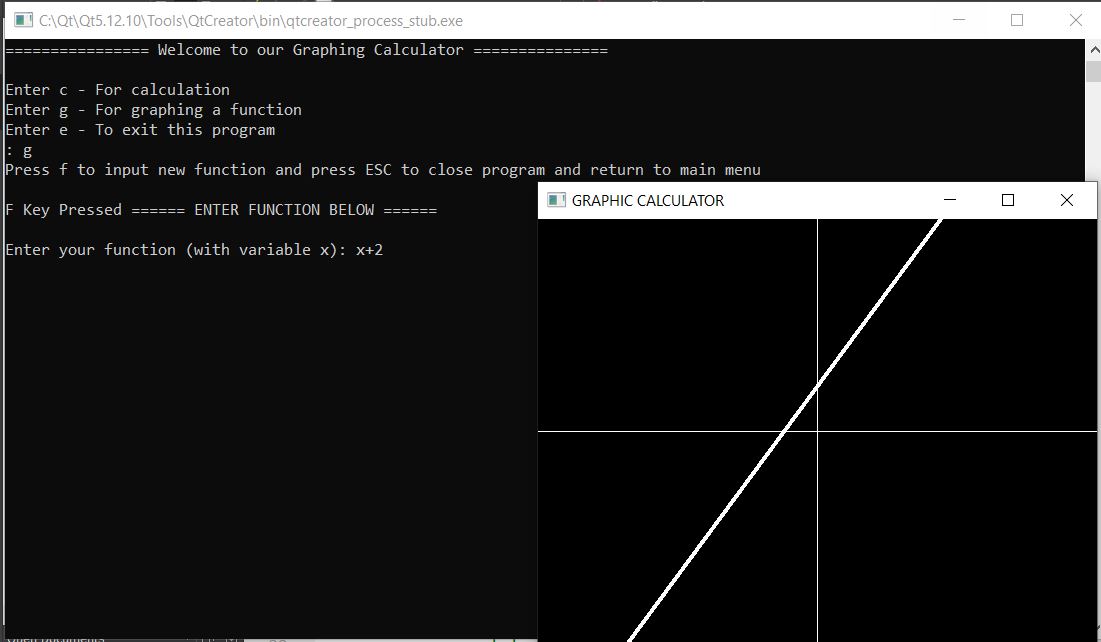 C:\Qt\Qt5.12.10\Tools\QtCreator\bin\qtcreator_process_stub.exe
================ Welcome to our Graphing Calculator ===============
Enter c - For calculation
Enter g - For graphing a function
Enter e - To exit this program
: g
Press f to input new function and press ESC to close program and return to main menu
GRAPHIC CALCULATOR
F Key Pressed ====== ENTER FUNCTION BELOW ======
Enter your function (with variable x): x+2